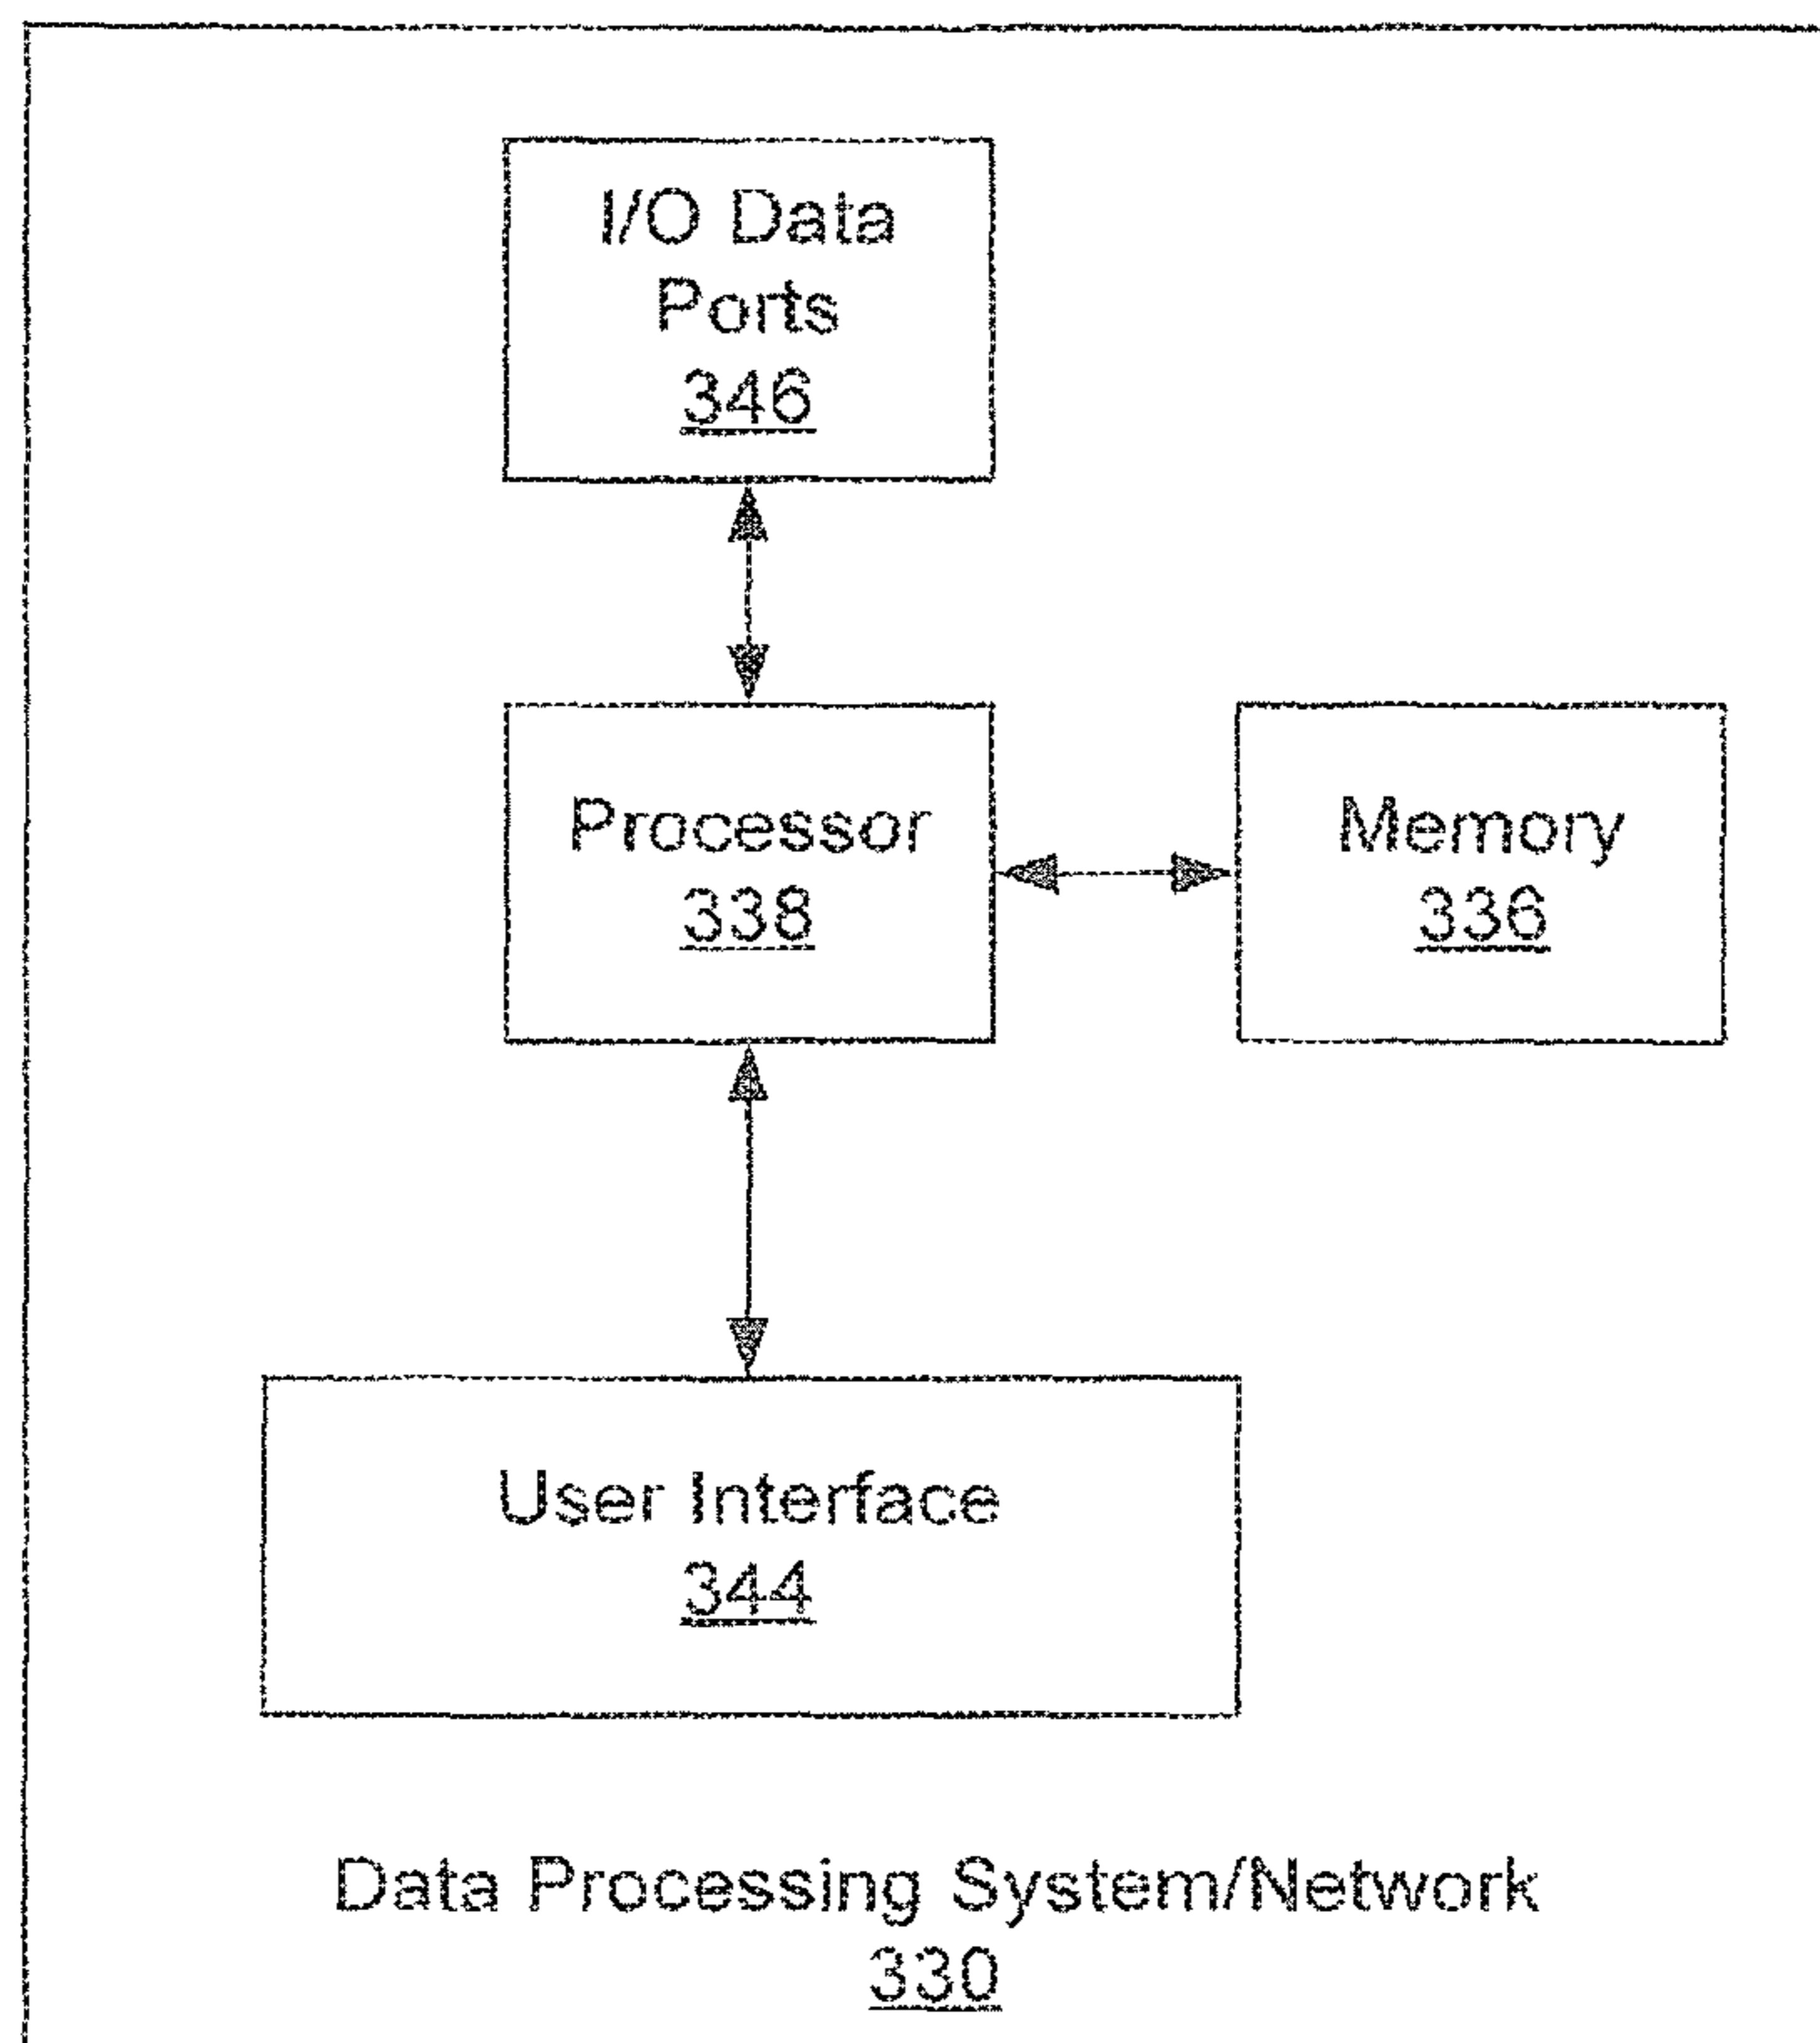 I/O Data
Ports
346
Processor
338
Memory
336
User Interface
344
Data Processing System/Network
330